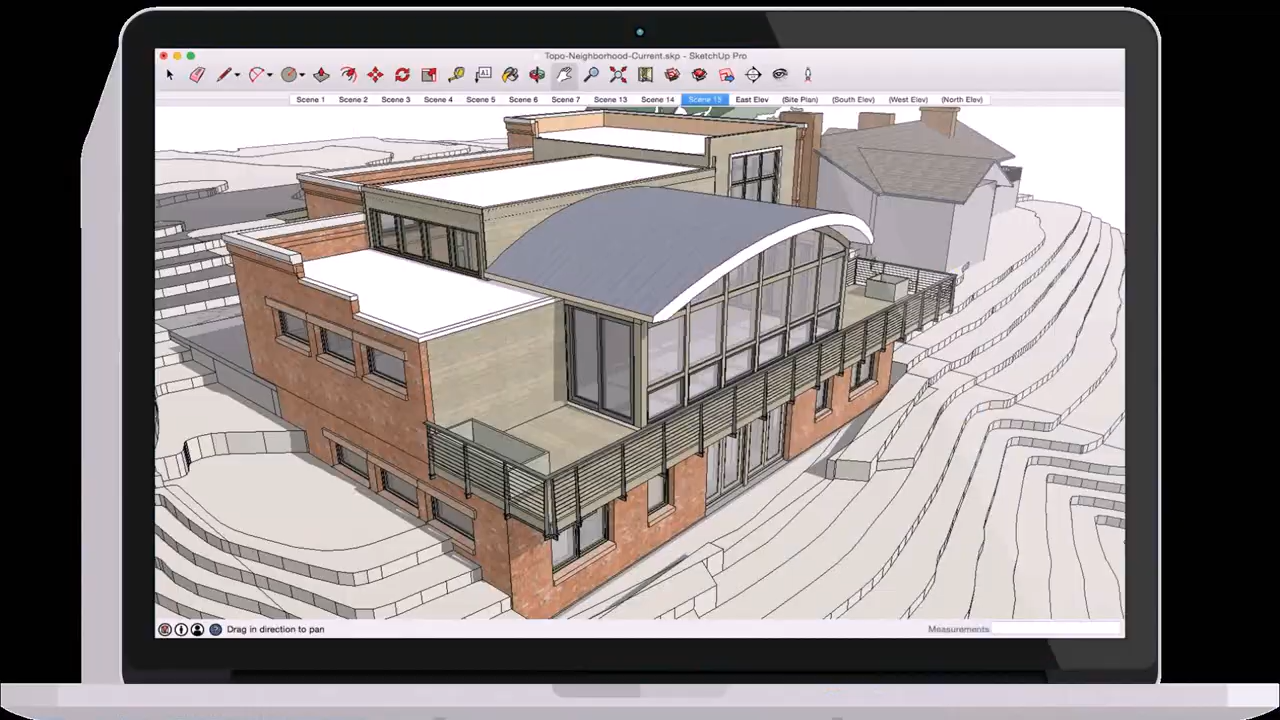 Topo-Neighborhood-Current.skp - SketchUp Pro
A1
Scene 1 Scene 2 Scene 3 Scene 4 Scene 5 Scene 6 Scene 7 Scene 13 Scene 14 Scene 15 East Elev (Site Plan) (South Elev) (West Elev) (North Elev)
Drag in direction to pan
Measurements